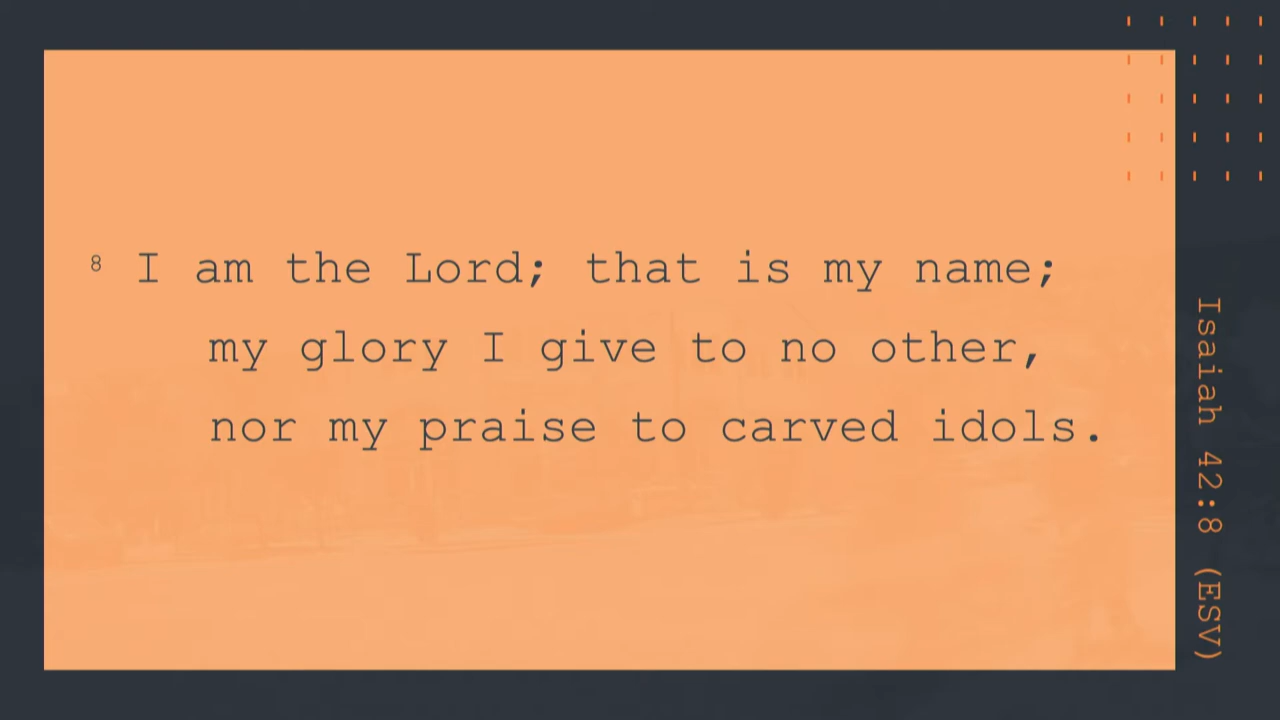 8 I am the Lord; that is my name;
my glory I give to no other,
nor my praise to carved idols.
Isaiah 42:8 (ESV)